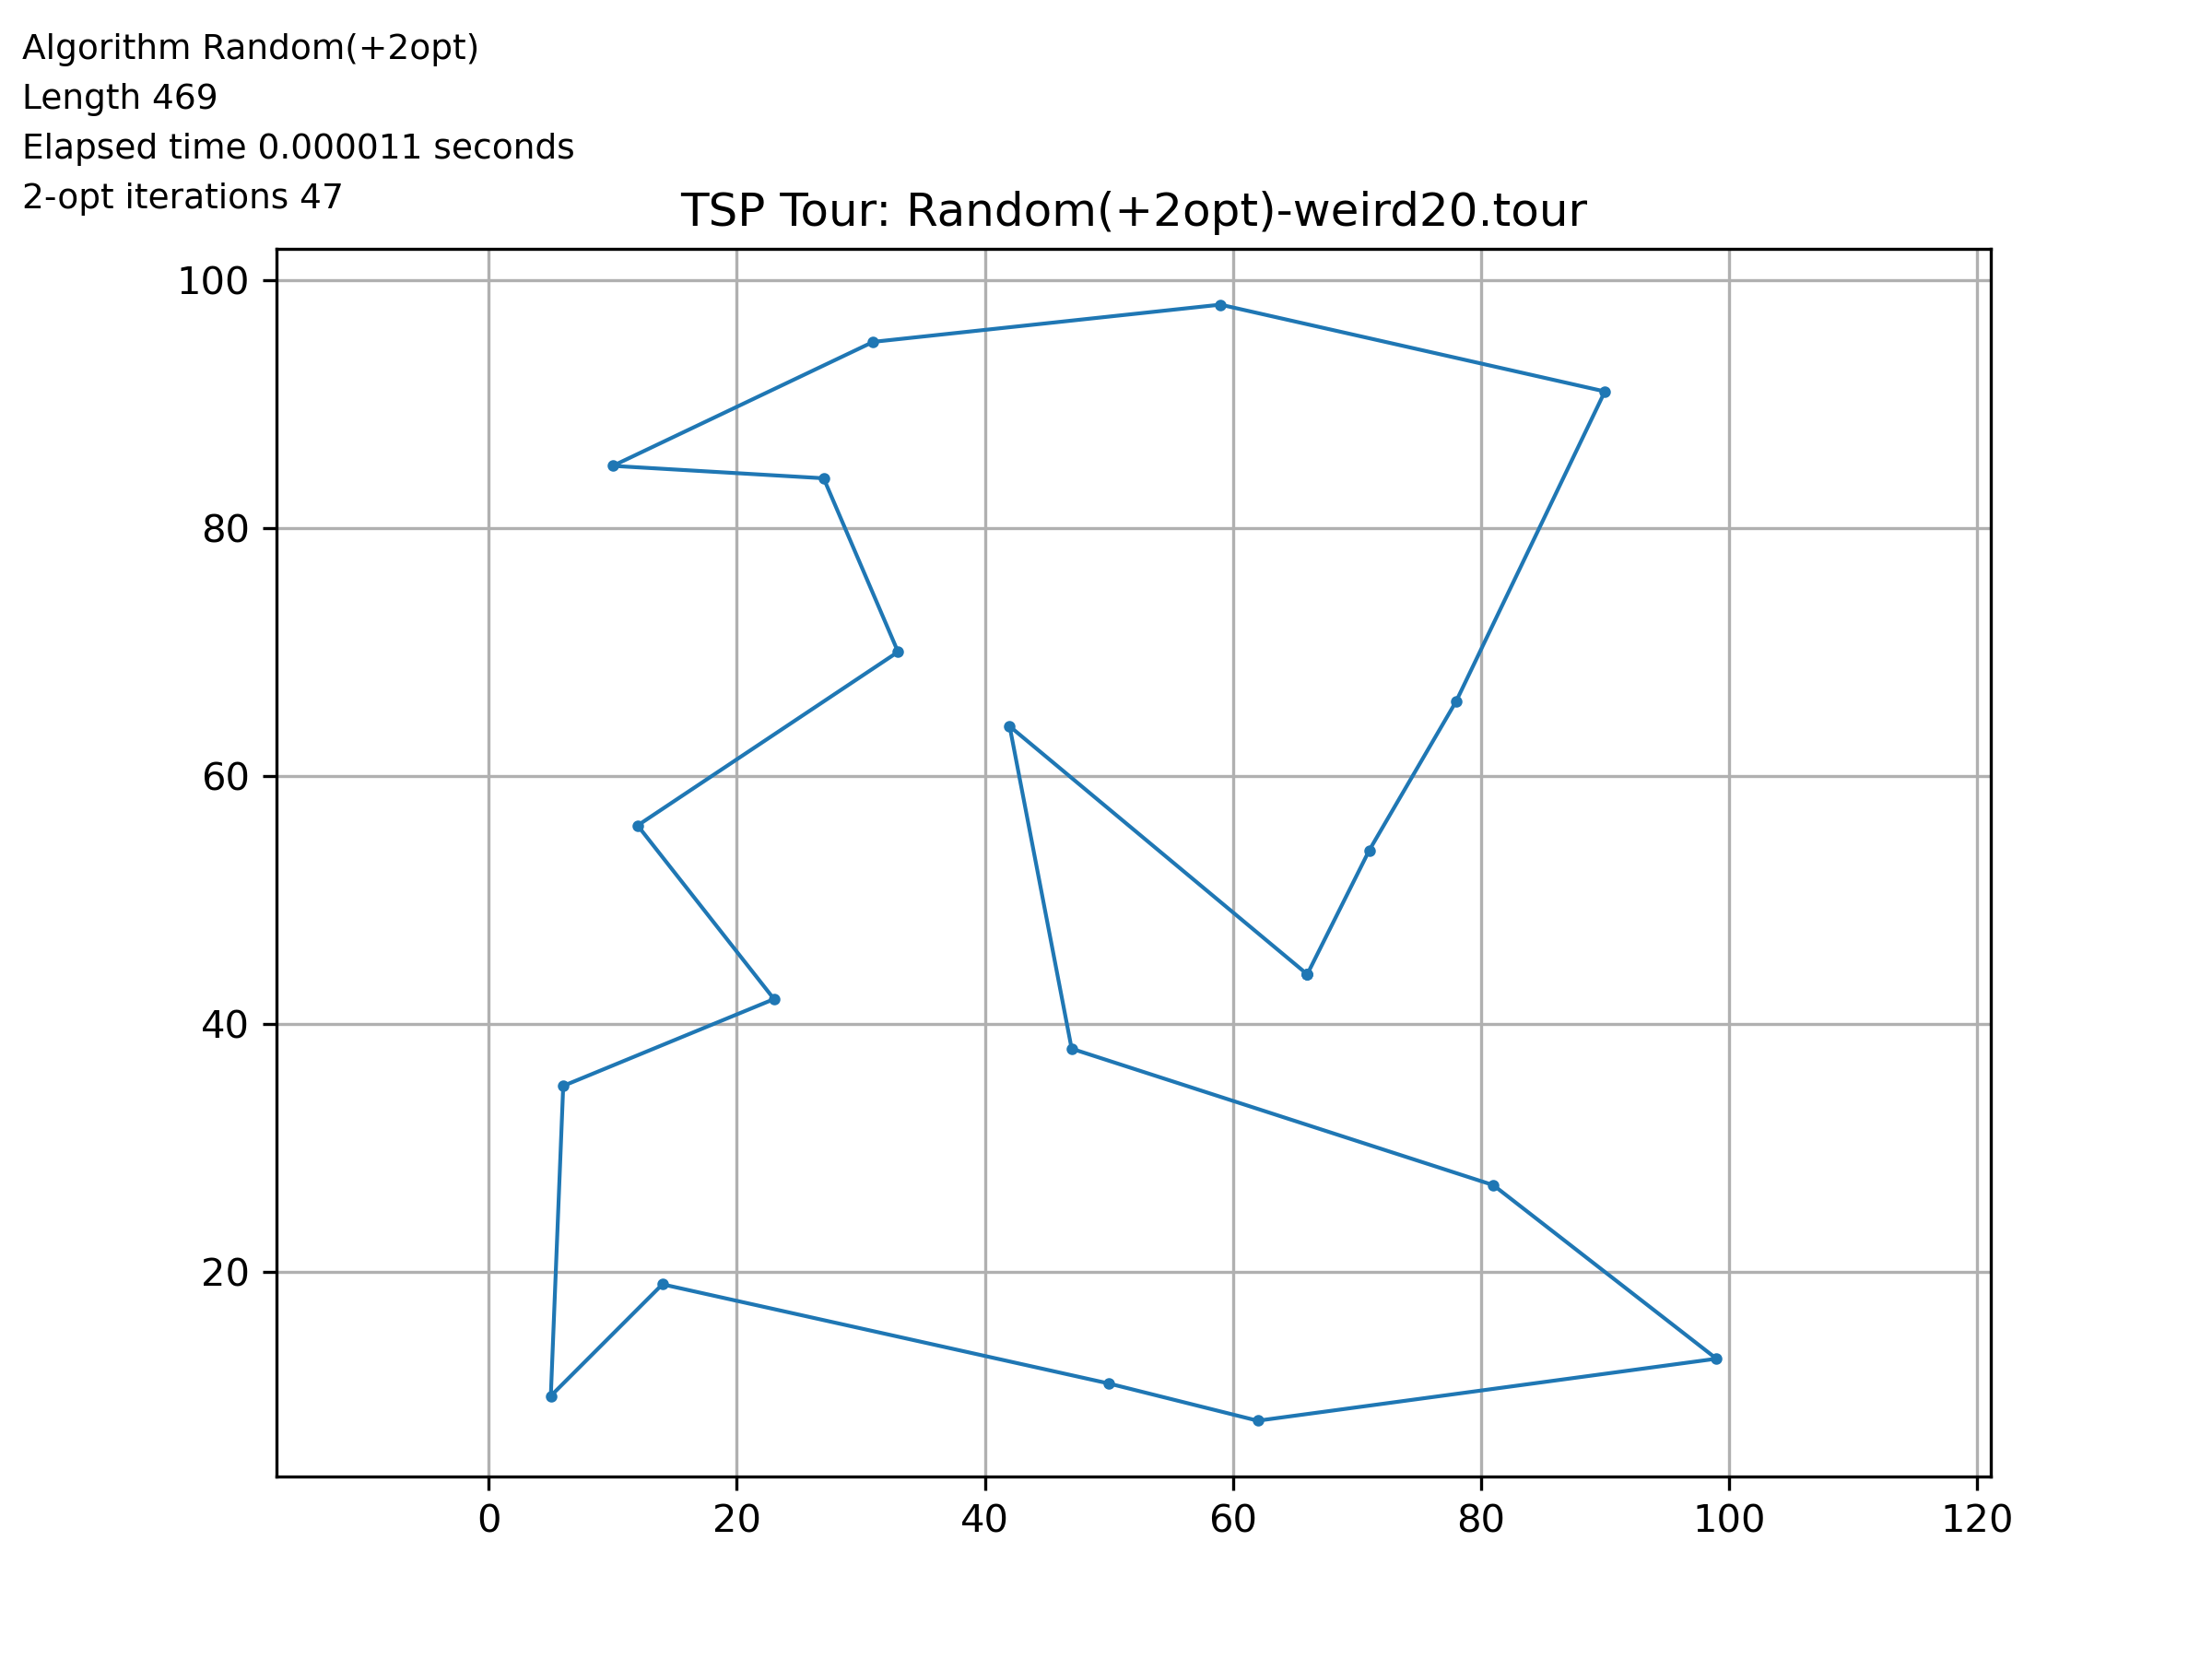 Algorithm Random(+2opt)
Length 469
Elapsed time 0.000011 seconds
2-opt iterations 47
TSP Tour: Random(+2opt)-weird20.tour
100
80
60
40
20
0 20 40 60 80 100 120